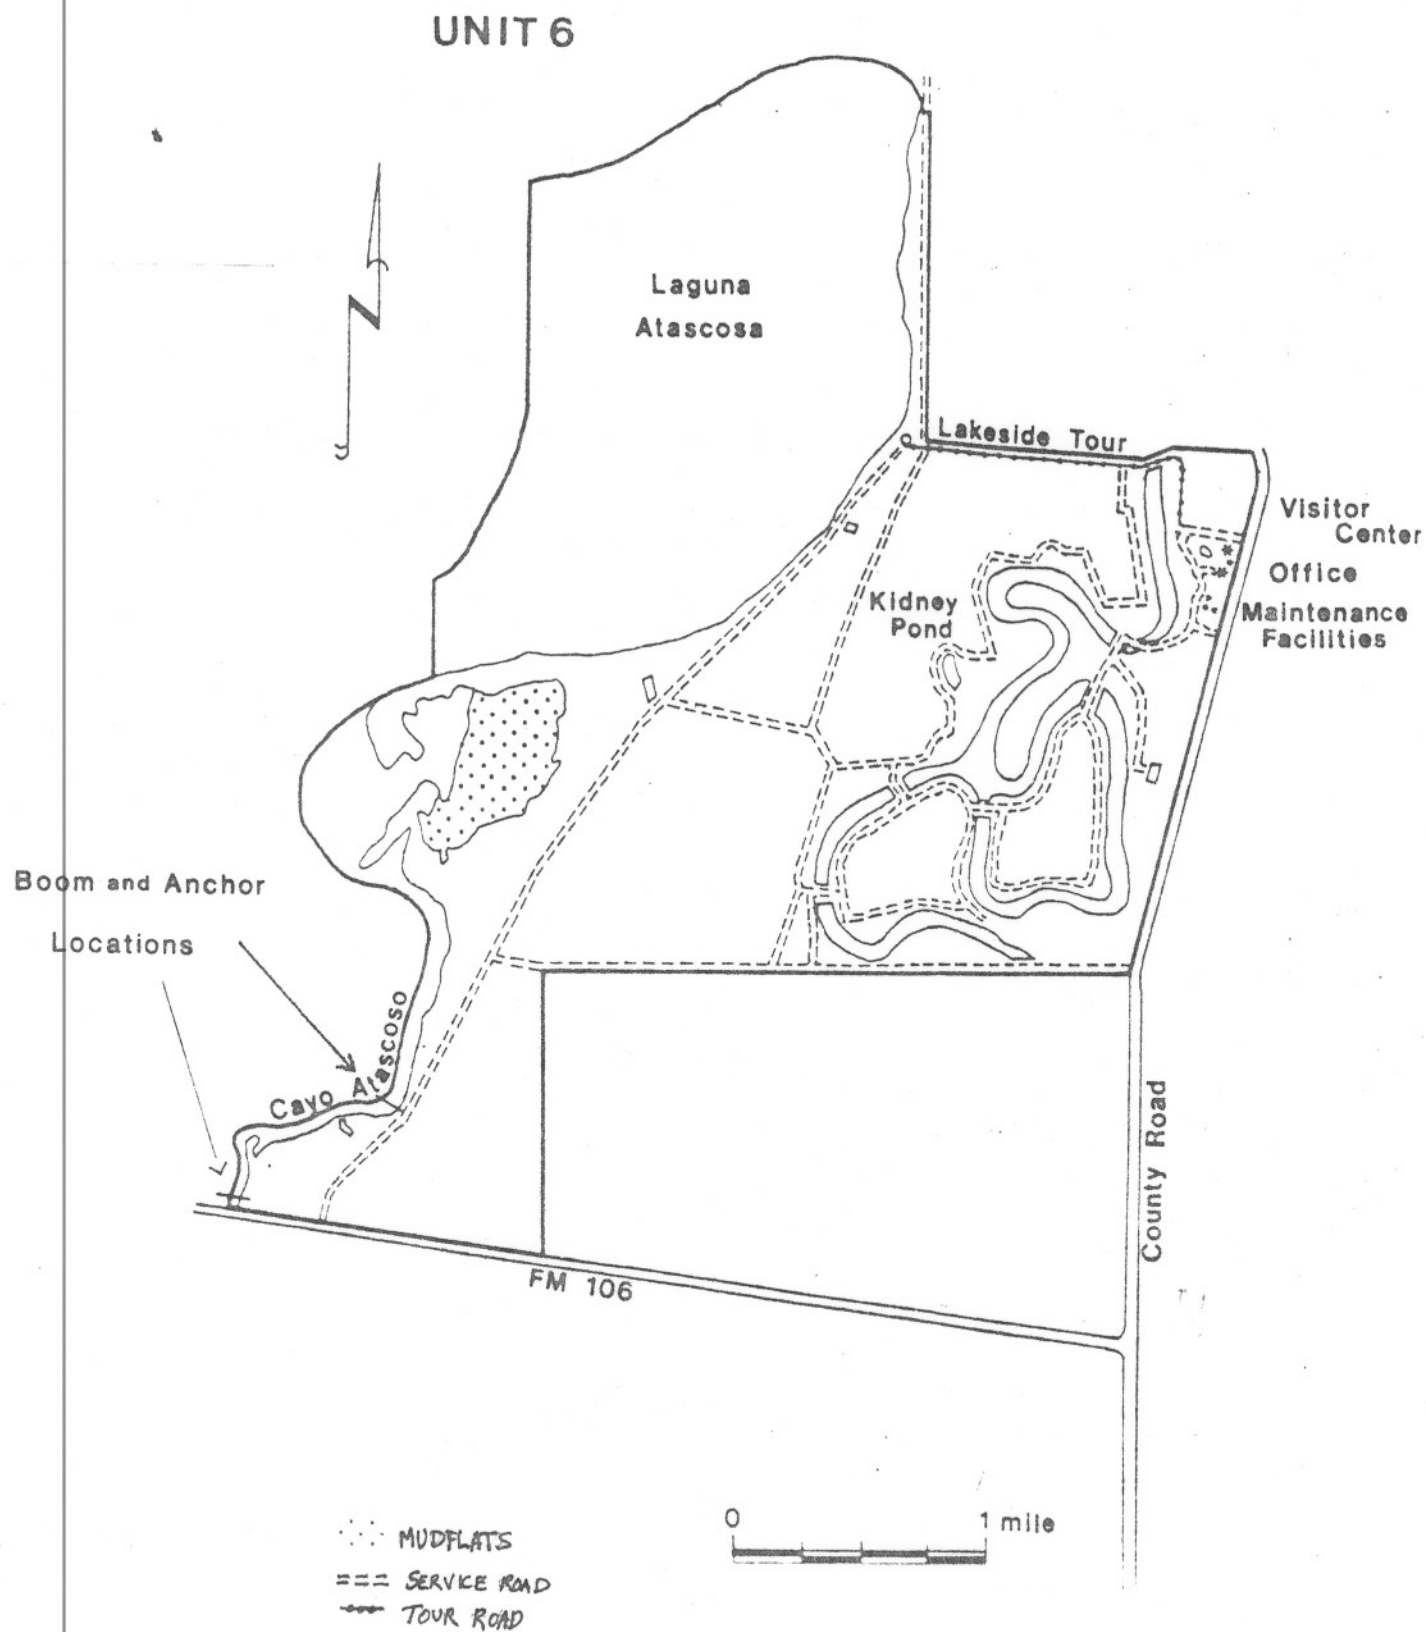 UNIT 6
Laguna
Atascosa
Lakeside Tour
Visitor
Center
Office
Maintenance
Facilities
Kidney
Pond
Boom and Anchor
Locations
Cayo Atascoso
County Road
FM 106
0 1 mile
MUDFLATS
SERVICE ROAD
TOUR ROAD
N